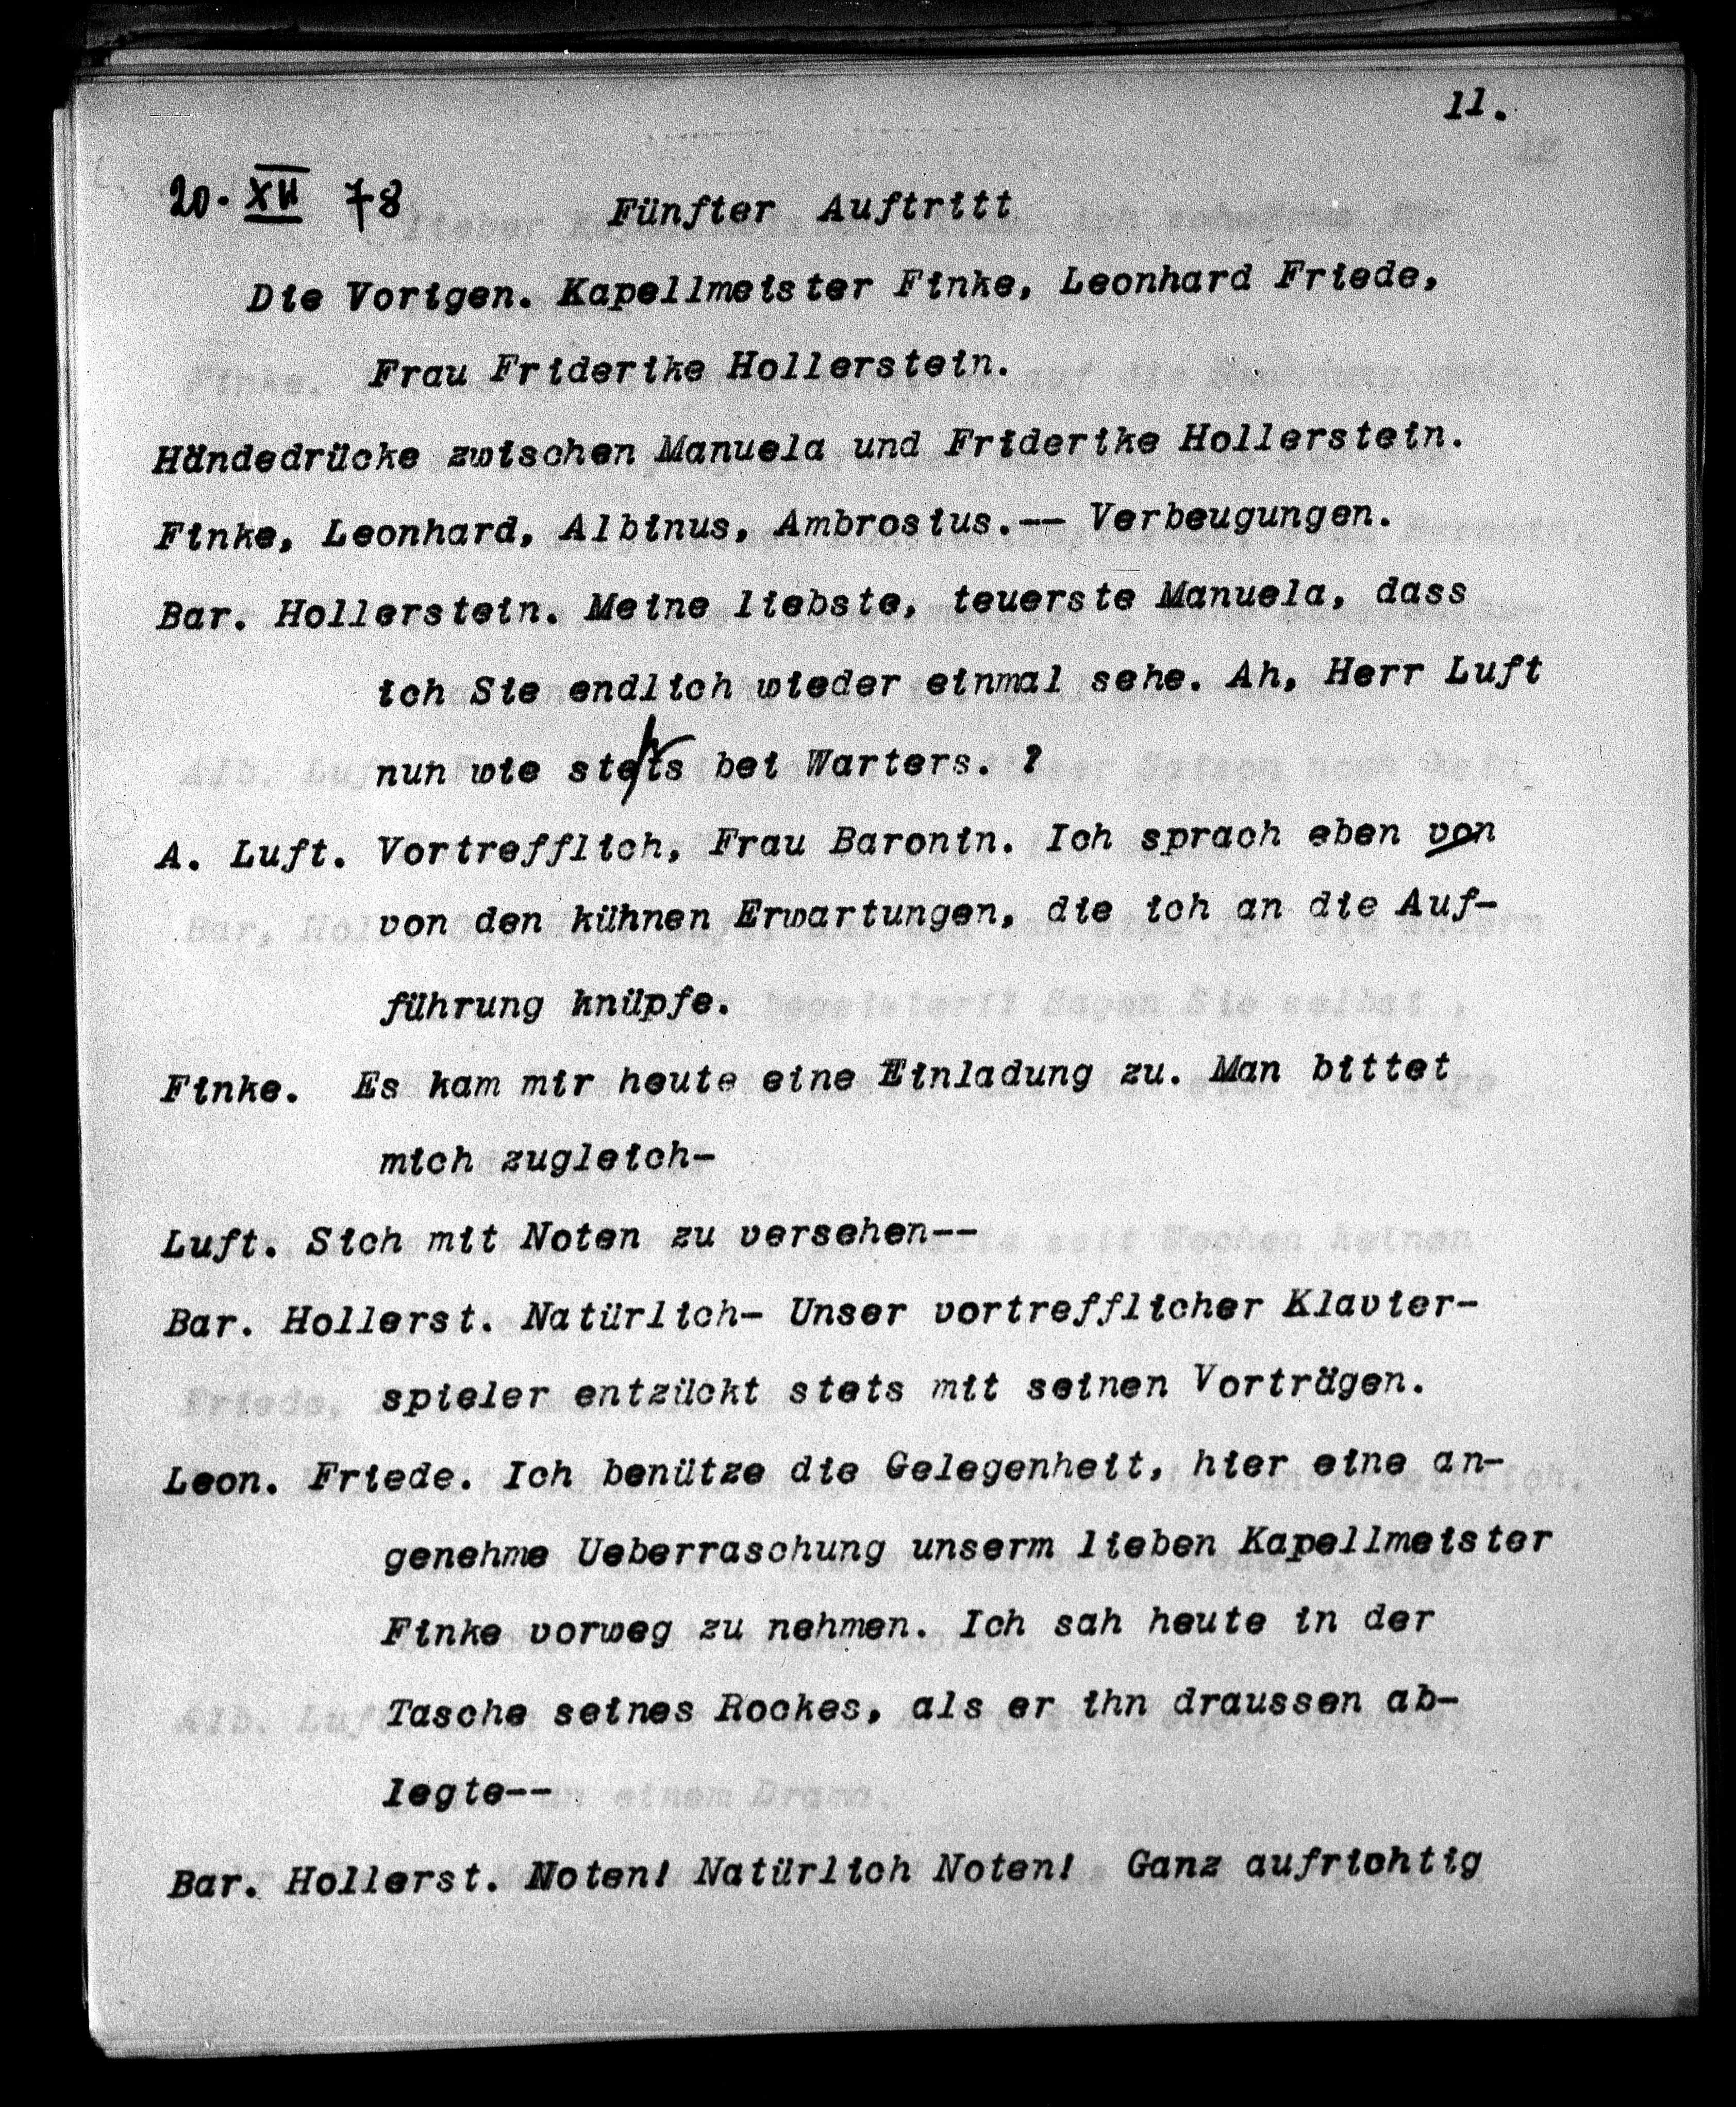 11.
20. XII 78
Fünfter Auftritt
Die Vorigen. Kapellmeister Finke, Leonhard Friede,
Frau Friderike Hollerstein.
Händedrücke zwischen Manuela und Friderike Hollerstein.
Finke, Leonhard, Albinus, Ambrosius.-- Verbeugungen.
Bar. Hollerstein. Meine liebste, teuerste Manuela, dass
ich Sie endlich wieder einmal sehe. Ah, Herr Luft
nun wie stehts bei Warters. ?
A. Luft. Vortrefflich, Frau Baronin. Ich sprach eben von
von den kühnen Erwartungen, die ich an die Auf-
führung knüpfe.
Finke. Es kam mir heute eine Einladung zu. Man bittet
mich zugleich-
Luft. Sich mit Noten zu versehen--
Bar. Hollerst. Natürlich- Unser vortrefflicher Klavier-
spieler entzückt stets mit seinen Vorträgen.
Leon. Friede. Ich benütze die Gelegenheit, hier eine an-
genehme Ueberraschung unserm lieben Kapellmeister
Finke vorweg zu nehmen. Ich sah heute in der
Tasche seines Rockes, als er ihn draussen ab-
legte--
Bar. Hollerst. Noten! Natürlich Noten! Ganz aufrichtig